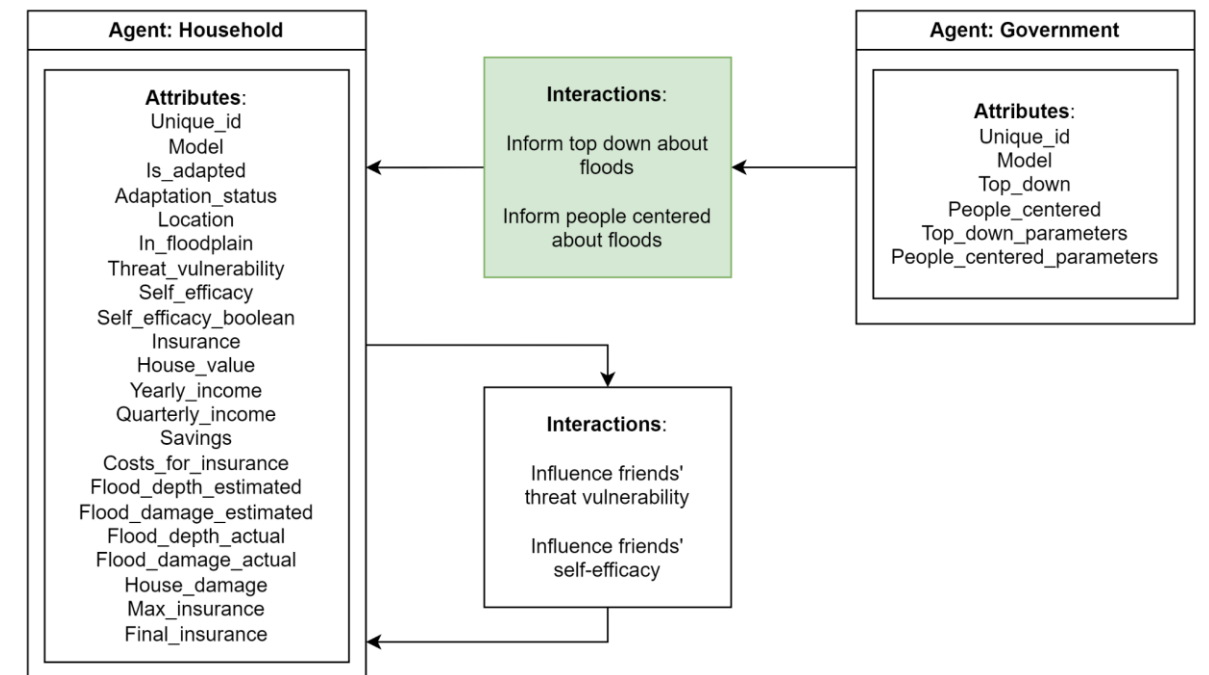 Agent: Household
Attributes:
Unique_id
Model
Is_adapted
Adaptation_status
Location
In_floodplain
Threat_vulnerability
Self_efficacy
Self_efficacy_boolean
Insurance
House_value
Yearly_income
Quarterly_income
Savings
Costs_for_insurance
Flood_depth_estimated
Flood_damage_estimated
Flood_depth_actual
Flood_damage_actual
House_damage
Max_insurance
Final_insurance
Interactions:
Inform top down about
floods
Inform people centered
about floods
Interactions:
Influence friends'
threat vulnerability
Influence friends'
self-efficacy
Agent: Government
Attributes:
Unique_id
Model
Top_down
People_centered
Top_down_parameters
People_centered_parameters